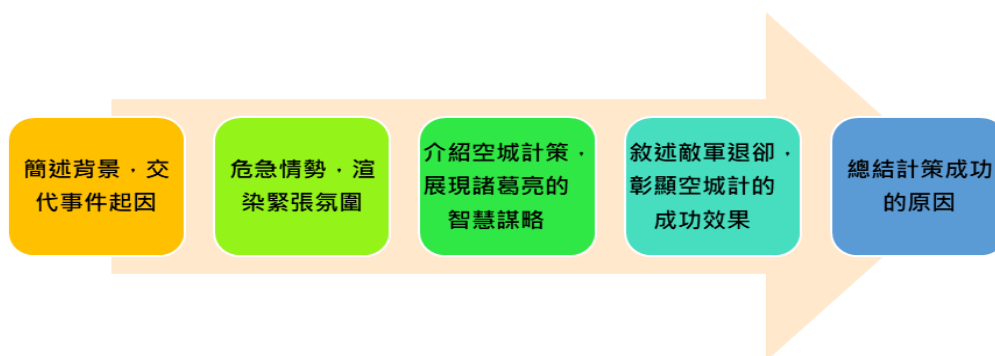 簡述背景，交
代事件起因
危急情勢，渲
染緊張氛圍
介紹空城計策，
展現諸葛亮的
智慧謀略
敘述敵軍退卻，
彰顯空城計的
成功效果
總結計策成功
的原因